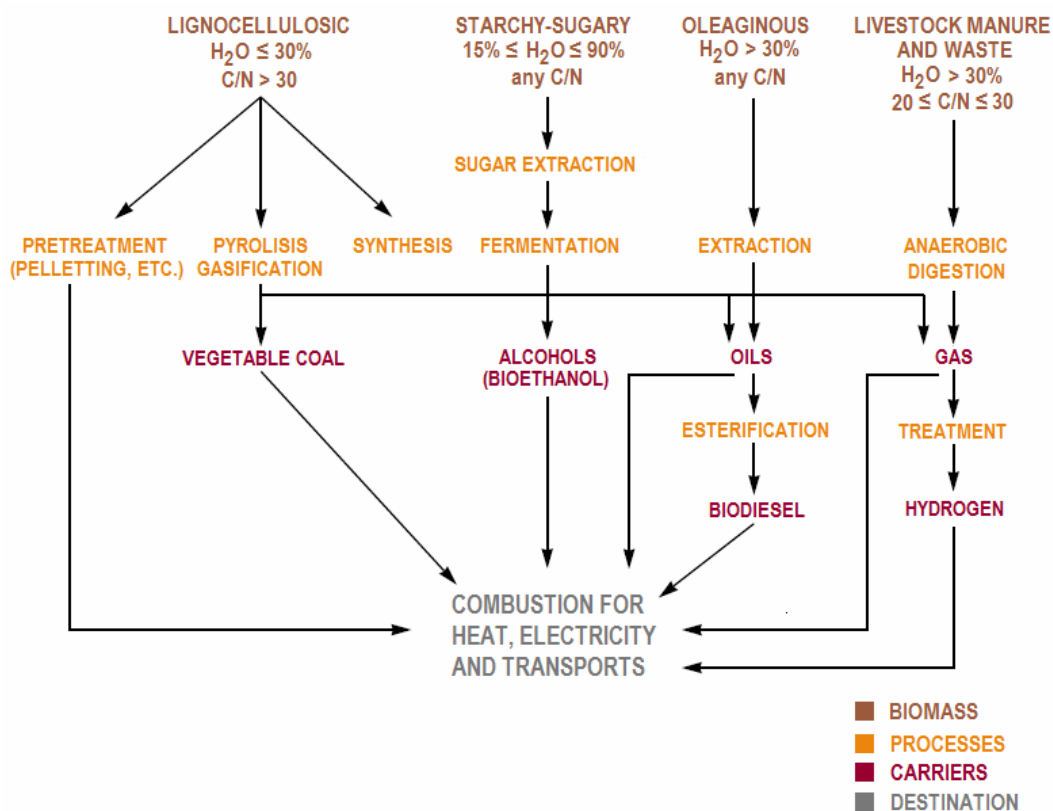 LIGNOCELLULOSIC
H₂O ≤ 30%
C/N > 30
STARCHY-SUGARY
15% ≤ H₂O ≤ 90%
any C/N
OLEAGINOUS
H₂O > 30%
any C/N
LIVESTOCK MANURE
AND WASTE
H₂O > 30%
20 ≤ C/N ≤ 30
SUGAR EXTRACTION
PRETREATMENT
(PELLETTING, ETC.)
PYROLISIS
GASIFICATION
SYNTHESIS
FERMENTATION
EXTRACTION
ANAEROBIC
DIGESTION
VEGETABLE COAL
ALCOHOLS
(BIOETHANOL)
OILS
GAS
ESTERIFICATION
TREATMENT
BIODIESEL
HYDROGEN
COMBUSTION FOR
HEAT, ELECTRICITY
AND TRANSPORTS
BIOMASS
PROCESSES
CARRIERS
DESTINATION